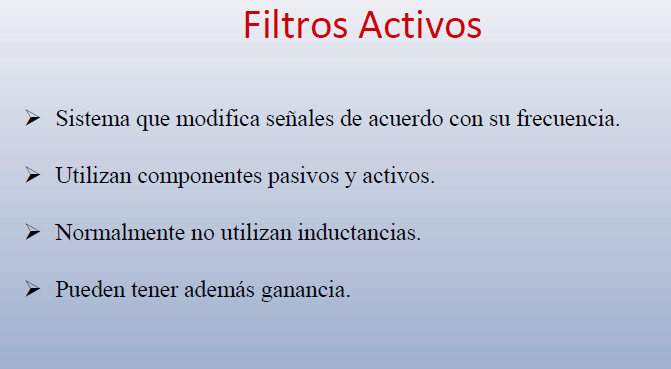 Filtros Activos
➢ Sistema que modifica señales de acuerdo con su frecuencia.
➢ Utilizan componentes pasivos y activos.
➢ Normalmente no utilizan inductancias.
➢ Pueden tener además ganancia.